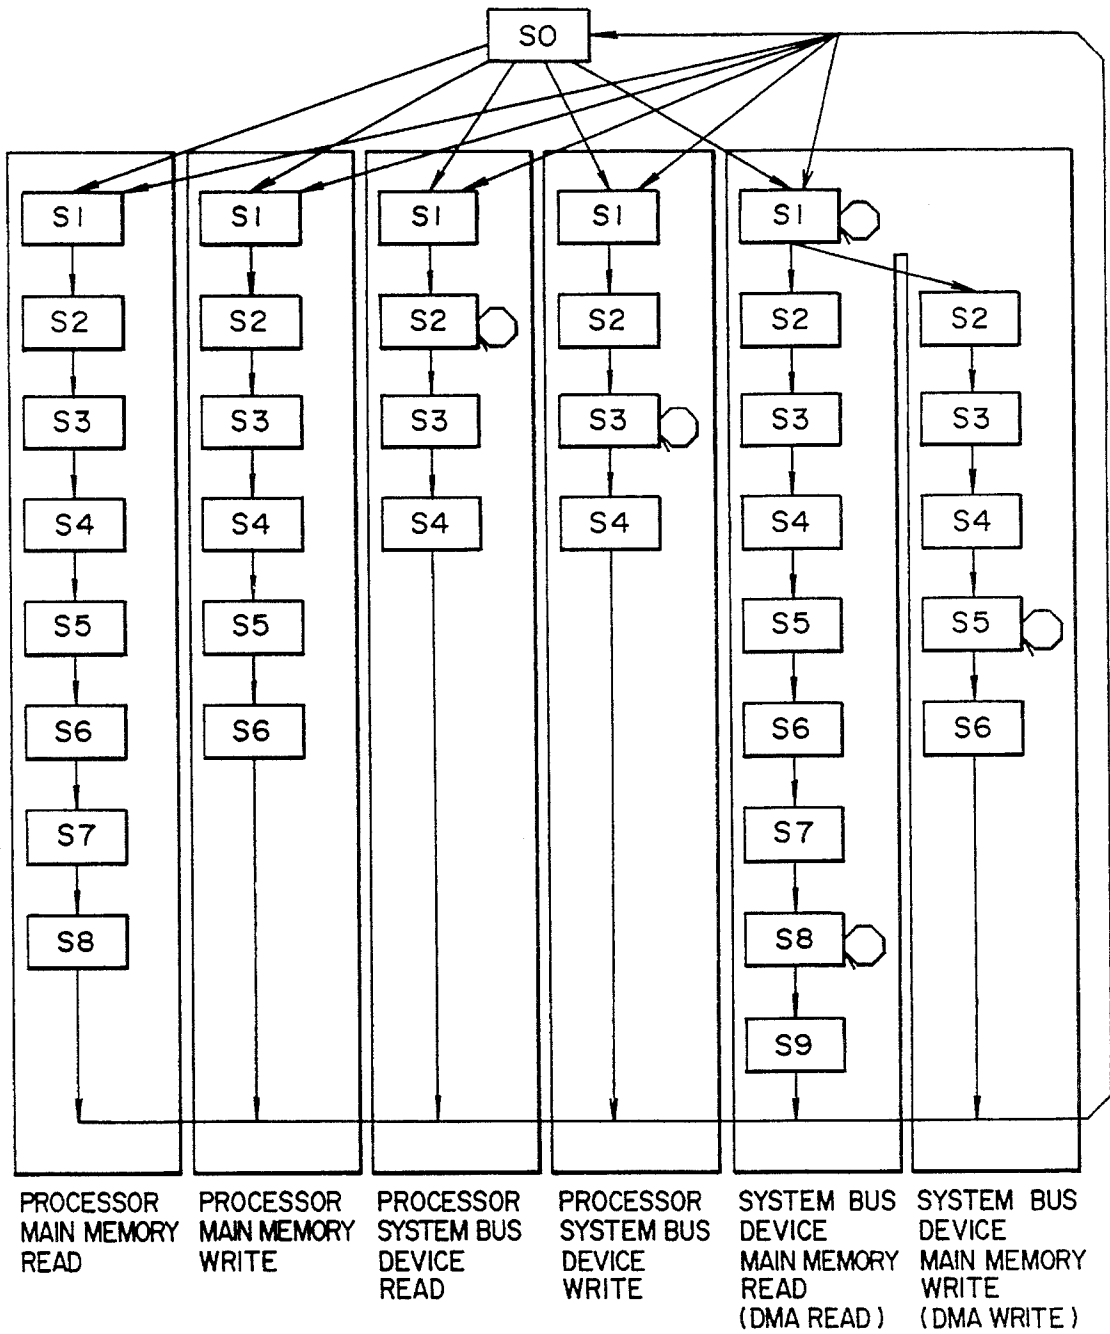 S0
S1 S1 S1 S1 S1
S2 S2 S2 S2 S2 S2
S3 S3 S3 S3 S3 S3
S4 S4 S4 S4 S4 S4
S5 S5 S5 S5
S6 S6 S6 S6
S7 S7
S8 S8
S9
PROCESSOR
MAIN MEMORY
READ
PROCESSOR
MAIN MEMORY
WRITE
PROCESSOR
SYSTEM BUS
DEVICE
READ
PROCESSOR
SYSTEM BUS
DEVICE
WRITE
SYSTEM BUS
DEVICE
MAIN MEMORY
READ
(DMA READ)
SYSTEM BUS
DEVICE
MAIN MEMORY
WRITE
(DMA WRITE)